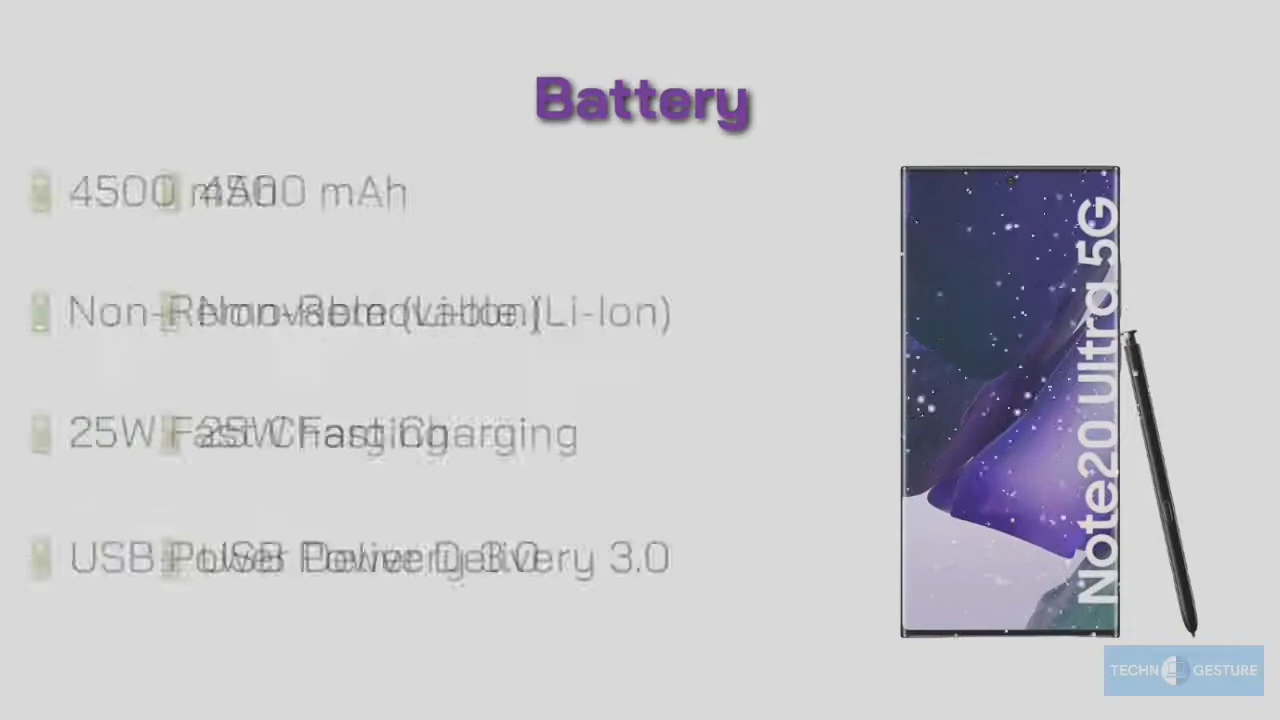 Battery
4500 mAh
Non-Removable (Li-Ion)
25W Fast Charging
USB Power Delivery 3.0
Note20 Ultra 5G
TECHN GESTURE